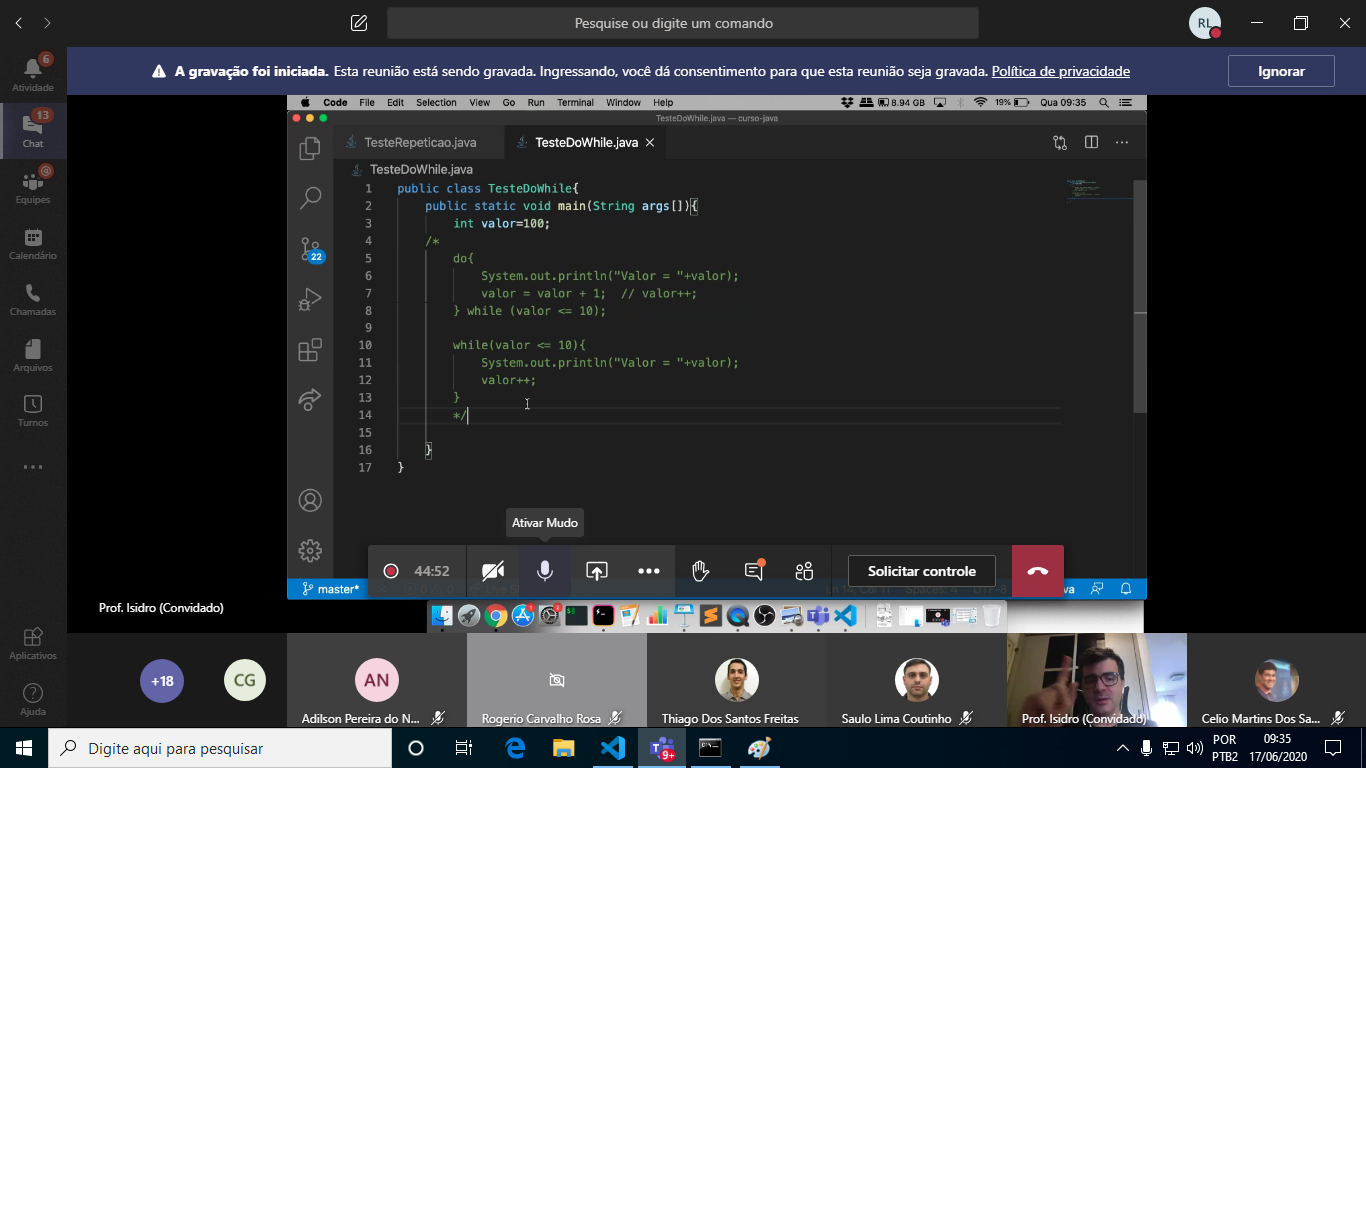 Pesquise ou digite um comando
RL
A gravação foi iniciada. Esta reunião está sendo gravada. Ingressando, você dá consentimento para que esta reunião seja gravada. Política de privacidade
Ignorar
6
Atividade
13
Chat
@
Equipes
Calendário
Chamadas
Arquivos
Turnos
Aplicativos
Ajuda
Code File Edit Selection View Go Run Terminal Window Help
8.94 GB 19% Qua 09:35
TesteDoWhile.java — curso-java
TesteRepeticao.java
TesteDoWhile.java
TesteDoWhile.java
22
1 public class TesteDoWhile{
2 public static void main(String args[]){
3 int valor=100;
4 /*
5 do{
6 System.out.println("Valor = "+valor);
7 valor = valor + 1; // valor++;
8 } while (valor <= 10);
9
10 while(valor <= 10){
11 System.out.println("Valor = "+valor);
12 valor++;
13 }
14 */
15
16 }
17 }
Ativar Mudo
44:52
Solicitar controle
master*
Prof. Isidro (Convidado)
+18
CG
AN
Adilson Pereira do N...
Rogerio Carvalho Rosa
Thiago Dos Santos Freitas
Saulo Lima Coutinho
Prof. Isidro (Convidado)
Celio Martins Dos Sa...
Digite aqui para pesquisar
9+
POR
PTB2
09:35
17/06/2020